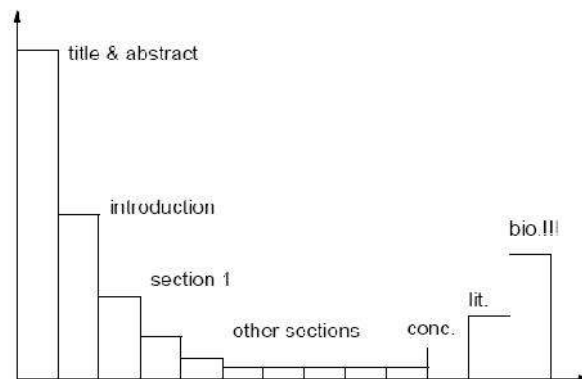 title & abstract
introduction
bio.!!!
section 1
lit.
other sections
conc.